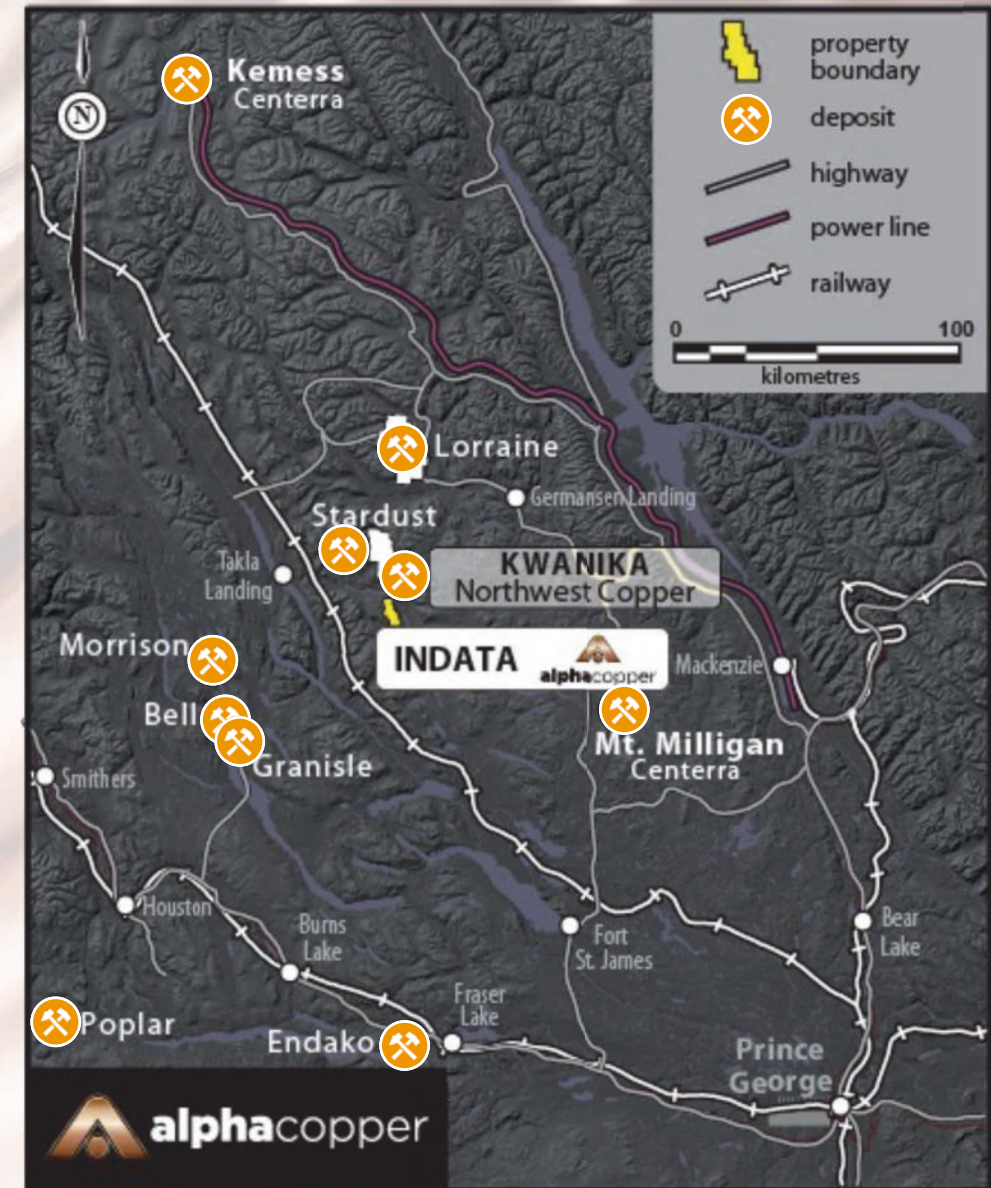 Kemess
Centerra
N
property
boundary
deposit
highway
power line
railway
0 100
kilometres
Lorraine
Germansen Landing
Stardust
KWANIKA
Northwest Copper
Takla
Landing
INDATA
alphacopper
Mackenzie
Morrison
Bell
Granisle
Mt. Milligan
Centerra
Smithers
Houston
Burns
Lake
Fort
St. James
Bear
Lake
Fraser
Lake
Poplar
Endako
Prince
George
alphacopper